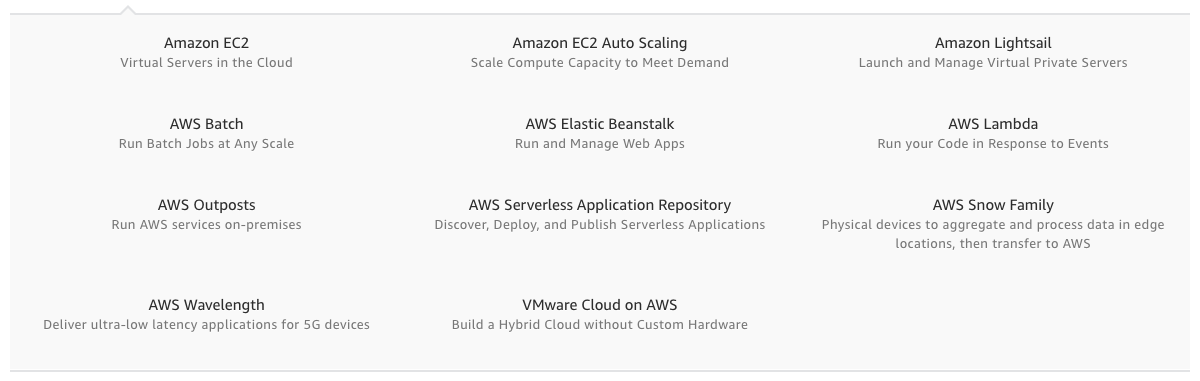 Amazon EC2
Virtual Servers in the Cloud
Amazon EC2 Auto Scaling
Scale Compute Capacity to Meet Demand
Amazon Lightsail
Launch and Manage Virtual Private Servers
AWS Batch
Run Batch Jobs at Any Scale
AWS Elastic Beanstalk
Run and Manage Web Apps
AWS Lambda
Run your Code in Response to Events
AWS Outposts
Run AWS services on-premises
AWS Serverless Application Repository
Discover, Deploy, and Publish Serverless Applications
AWS Snow Family
Physical devices to aggregate and process data in edge
locations, then transfer to AWS
AWS Wavelength
Deliver ultra-low latency applications for 5G devices
VMware Cloud on AWS
Build a Hybrid Cloud without Custom Hardware